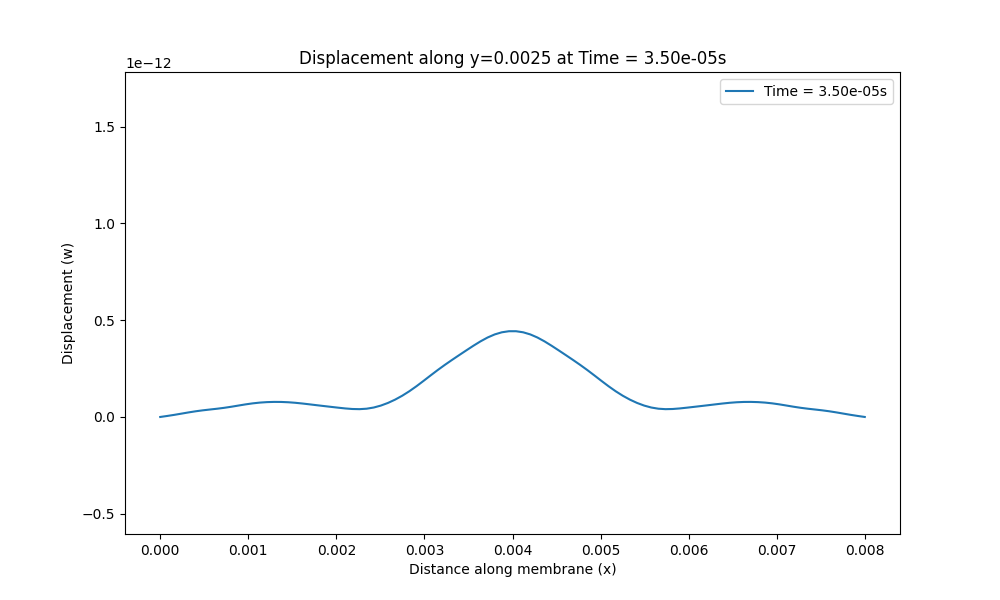 Displacement along y=0.0025 at Time = 3.50e-05s
1e−12
Time = 3.50e-05s
1.5
1.0
0.5
0.0
−0.5
Displacement (w)
0.000 0.001 0.002 0.003 0.004 0.005 0.006 0.007 0.008
Distance along membrane (x)